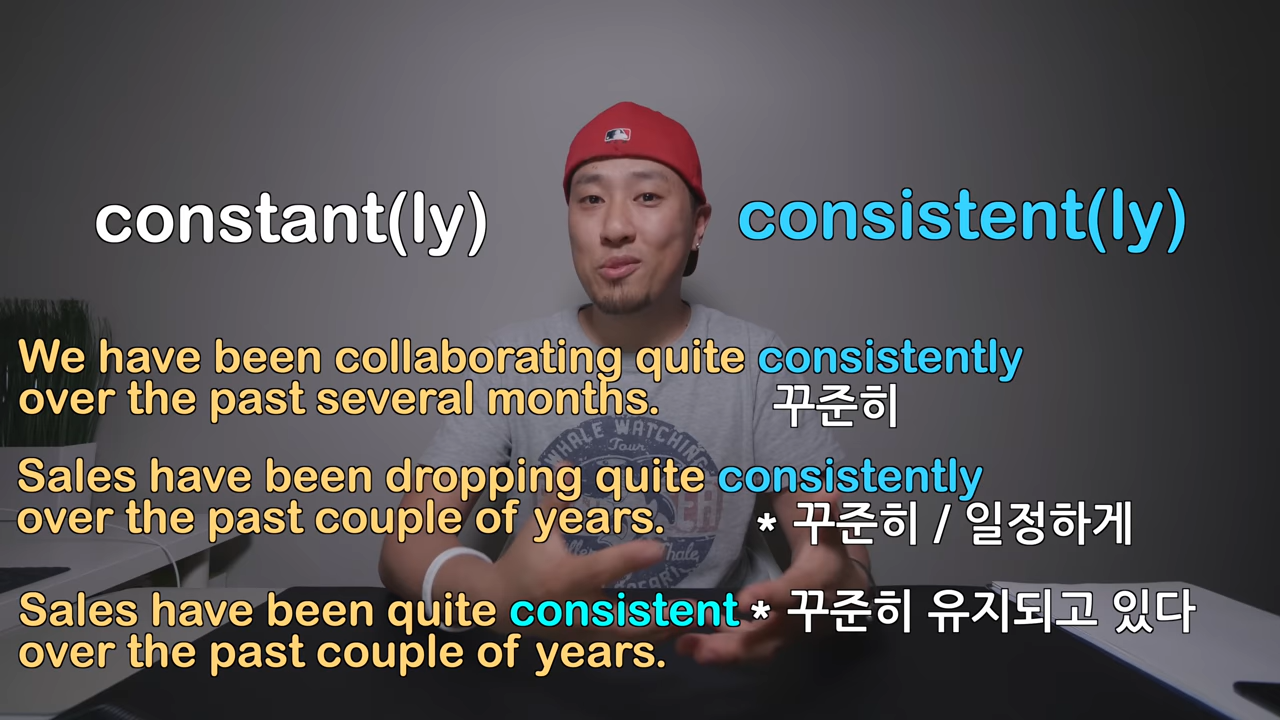 constant(ly)
consistent(ly)
We have been collaborating quite consistently
over the past several months.
꾸준히
Sales have been dropping quite consistently
over the past couple of years.
* 꾸준히 / 일정하게
Sales have been quite consistent * 꾸준히 유지되고 있다
over the past couple of years.
WHALE WATCHING
Tour